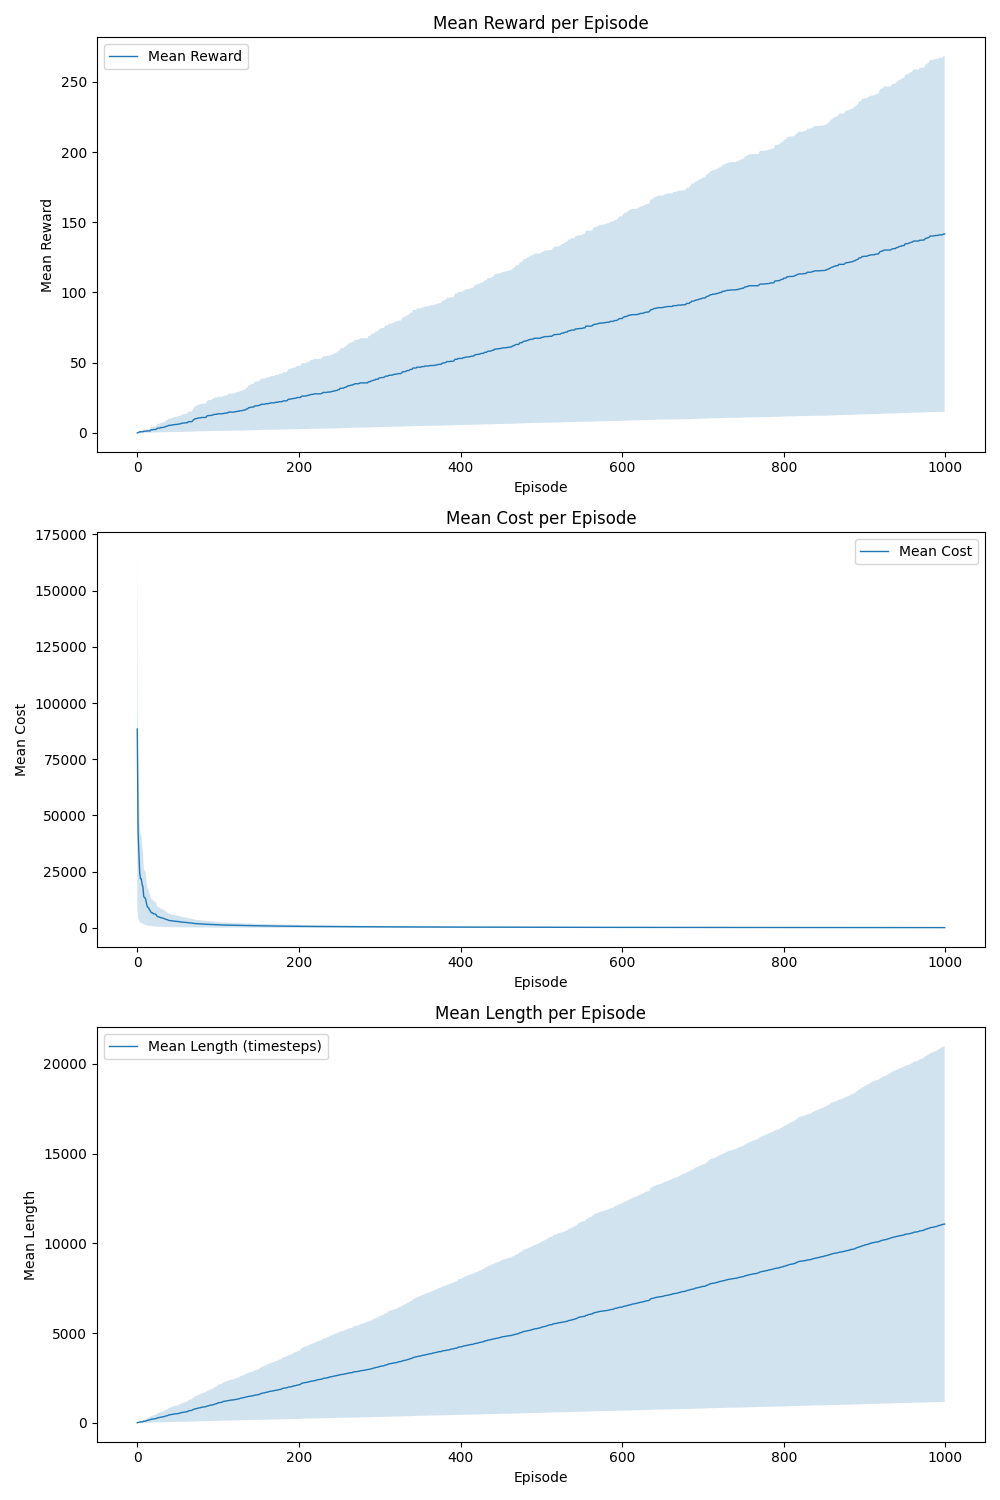 Mean Reward per Episode
Mean Reward
250
200
150
100
50
0
Mean Reward
0 200 400 600 800 1000
Episode
Mean Cost per Episode
Mean Cost
175000
150000
125000
100000
75000
50000
25000
0
Mean Cost
0 200 400 600 800 1000
Episode
Mean Length per Episode
Mean Length (timesteps)
20000
15000
10000
5000
0
Mean Length
0 200 400 600 800 1000
Episode